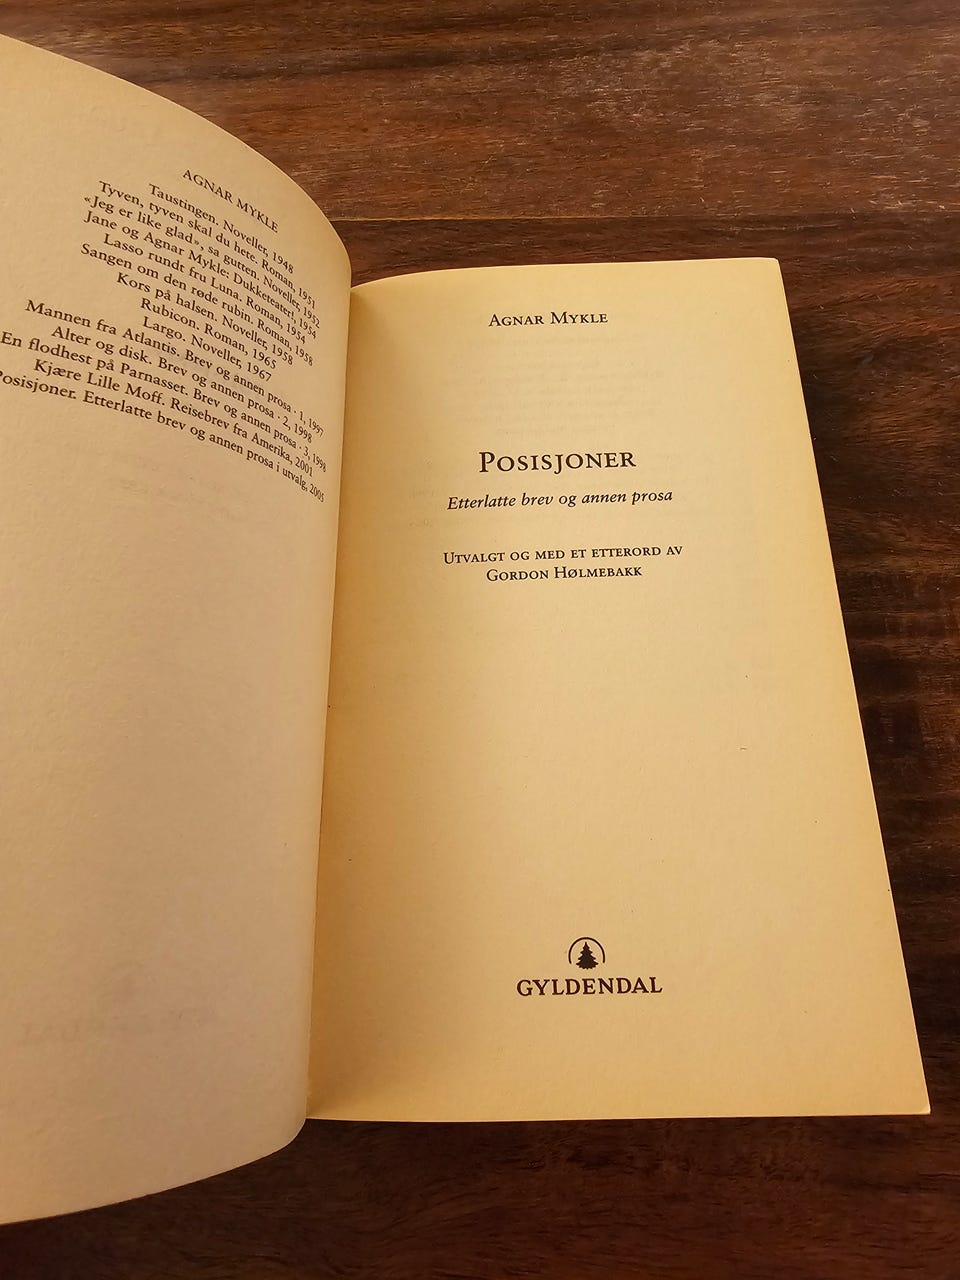 AGNAR MYKLE
Taustingen. Noveller, 1948
Tyven, tyven skal du hete. Roman, 1951
«Jeg er like glad», sa gutten. Noveller, 1952
Jane og Agnar Mykle: Dukketeater!, 1954
Lasso rundt fru Luna. Roman, 1954
Sangen om den røde rubin. Roman, 1956
Kors på halsen. Noveller, 1958
Rubicon. Roman, 1965
Largo. Noveller, 1967
Mannen fra Atlantis. Brev og annen prosa · 1, 1997
Alter og disk. Brev og annen prosa · 2, 1998
En flodhest på Parnasset. Brev og annen prosa · 3, 1998
Kjære Lille Moff. Reisebrev fra Amerika, 2001
Posisjoner. Etterlatte brev og annen prosa i utvalg, 2005
AGNAR MYKLE
POSISJONER
Etterlatte brev og annen prosa
UTVALGT OG MED ET ETTERORD AV
GORDON HØLMEBAKK
GYLDENDAL